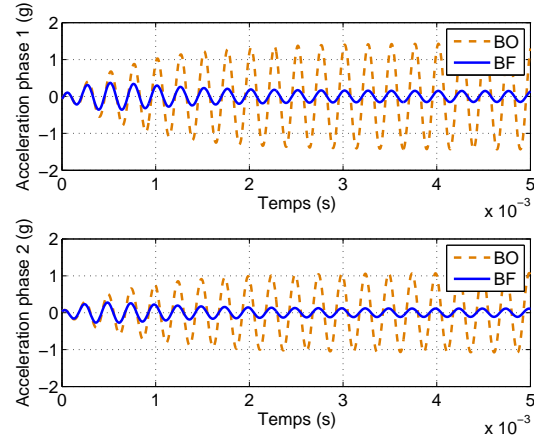 Acceleration phase 1 (g)
2
1
0
−1
−2
BO
BF
0 1 2 3 4 5
Temps (s)
x 10⁻³
Acceleration phase 2 (g)
2
1
0
−1
−2
BO
BF
0 1 2 3 4 5
Temps (s)
x 10⁻³